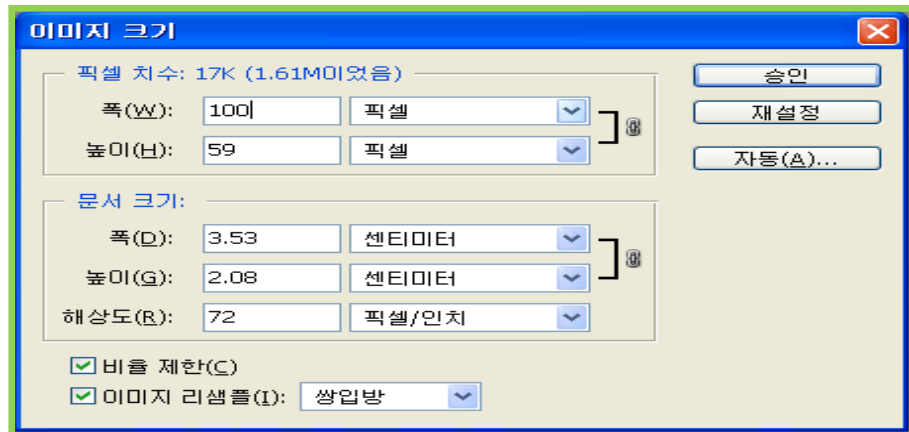 이미지 크기
픽셀 치수: 17K (1.61M이었음)
폭(W): 100 픽셀
높이(H): 59 픽셀
문서 크기:
폭(D): 3.53 센티미터
높이(G): 2.08 센티미터
해상도(R): 72 픽셀/인치
비율 제한(C)
이미지 리샘플(I): 쌍입방
승인
재설정
자동(A)...